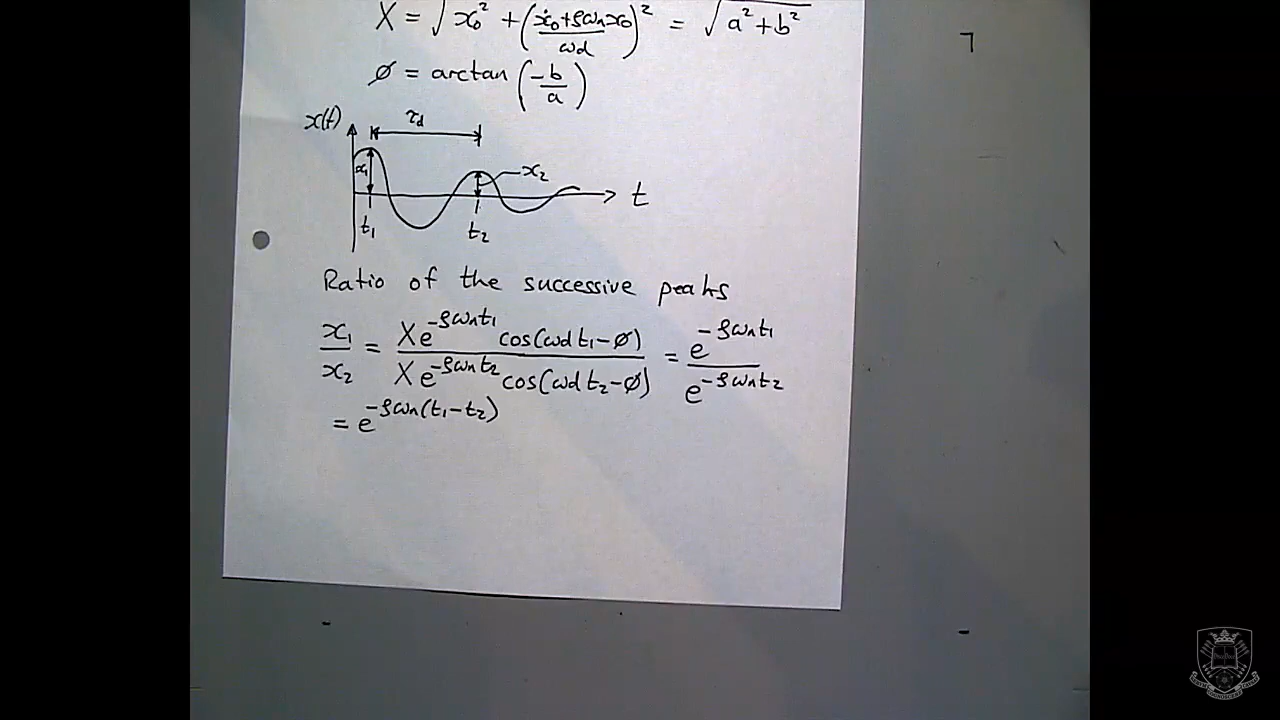 X = √(x₀² + ((ẋ₀+ζωₙx₀)/ωd)²) = √(a²+b²)
7
ø = arctan (-b/a)
x(t)
τd
x₁
x₂
t
t₁
t₂
Ratio of the successive peaks
x₁/x₂ = Xe^(-ζωₙt₁) cos(ωd t₁-ø) / Xe^(-ζωₙt₂) cos(ωd t₂-ø) = e^(-ζωₙt₁) / e^(-ζωₙt₂)
= e^(-ζωₙ(t₁-t₂))